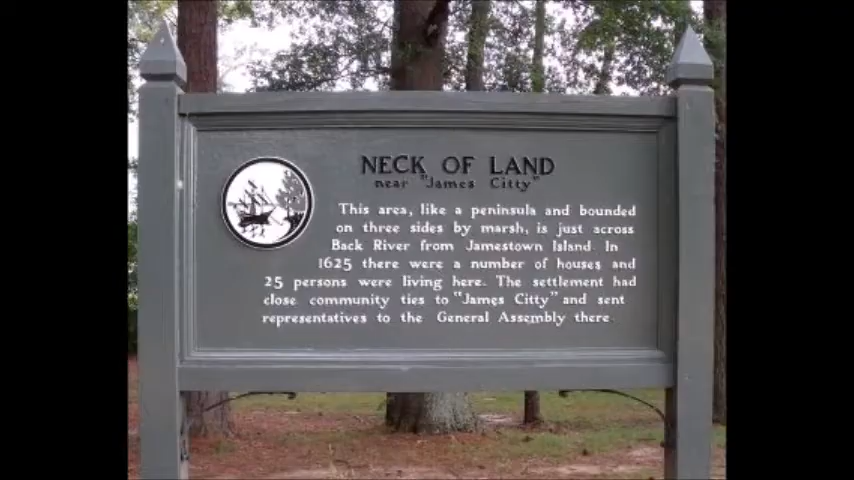 NECK OF LAND
near "James Citty"
This area, like a peninsula and bounded
on three sides by marsh, is just across
Back River from Jamestown Island. In
1625 there were a number of houses and
25 persons were living here. The settlement had
close community ties to "James Citty" and sent
representatives to the General Assembly there